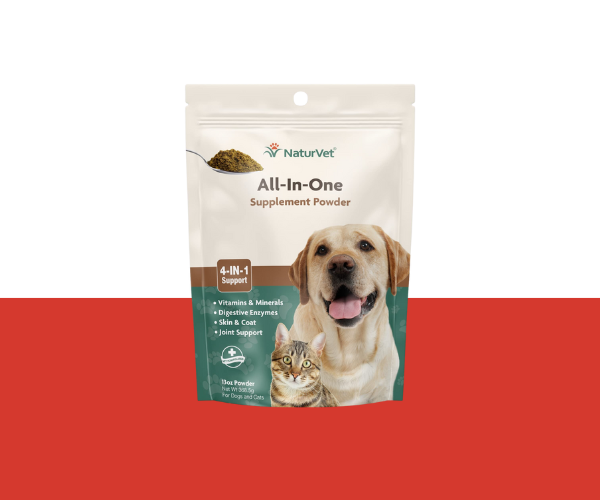 NaturVet®
All-In-One
Supplement Powder
4-IN-1
Support
• Vitamins & Minerals
• Digestive Enzymes
• Skin & Coat
• Joint Support
13oz Powder
For Dogs and Cats